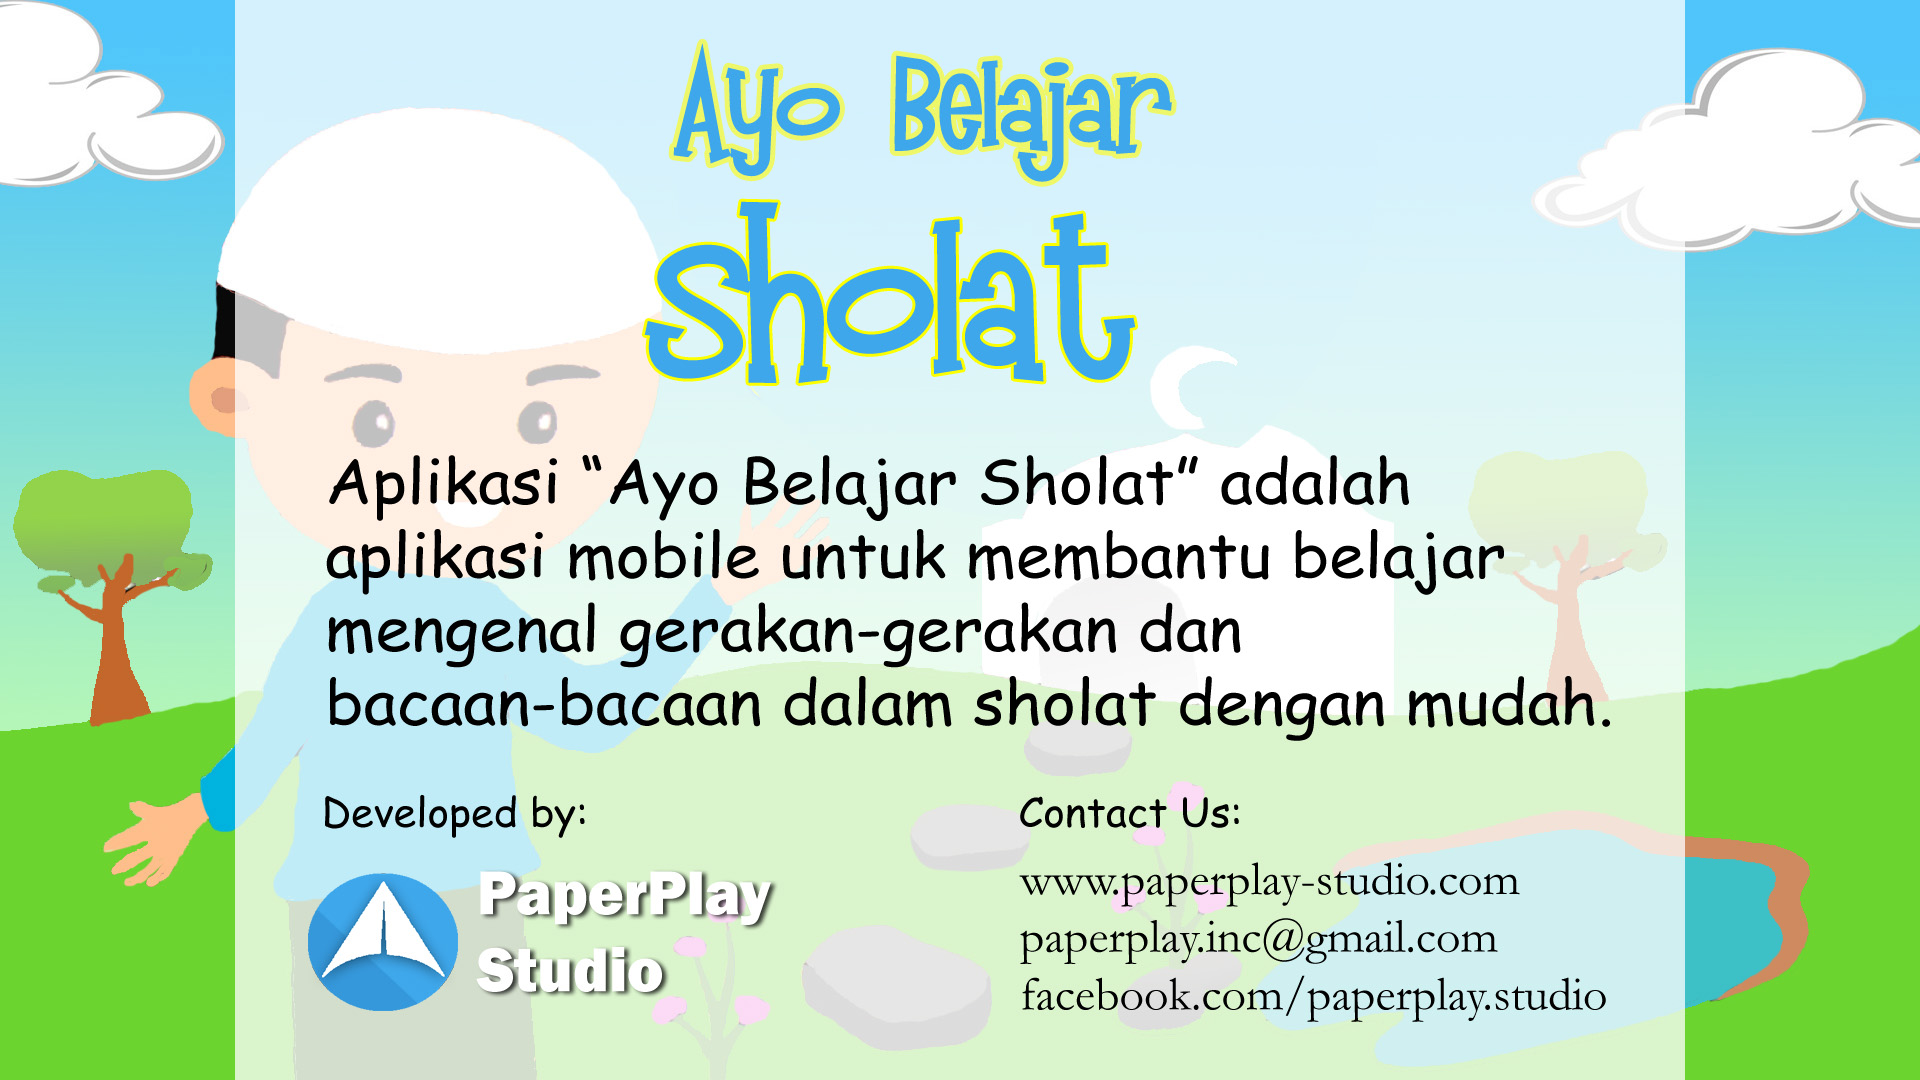 Ayo Belajar
Sholat
Aplikasi “Ayo Belajar Sholat” adalah
aplikasi mobile untuk membantu belajar
mengenal gerakan-gerakan dan
bacaan-bacaan dalam sholat dengan mudah.
Developed by:
PaperPlay
Studio
Contact Us:
www.paperplay-studio.com
paperplay.inc@gmail.com
facebook.com/paperplay.studio